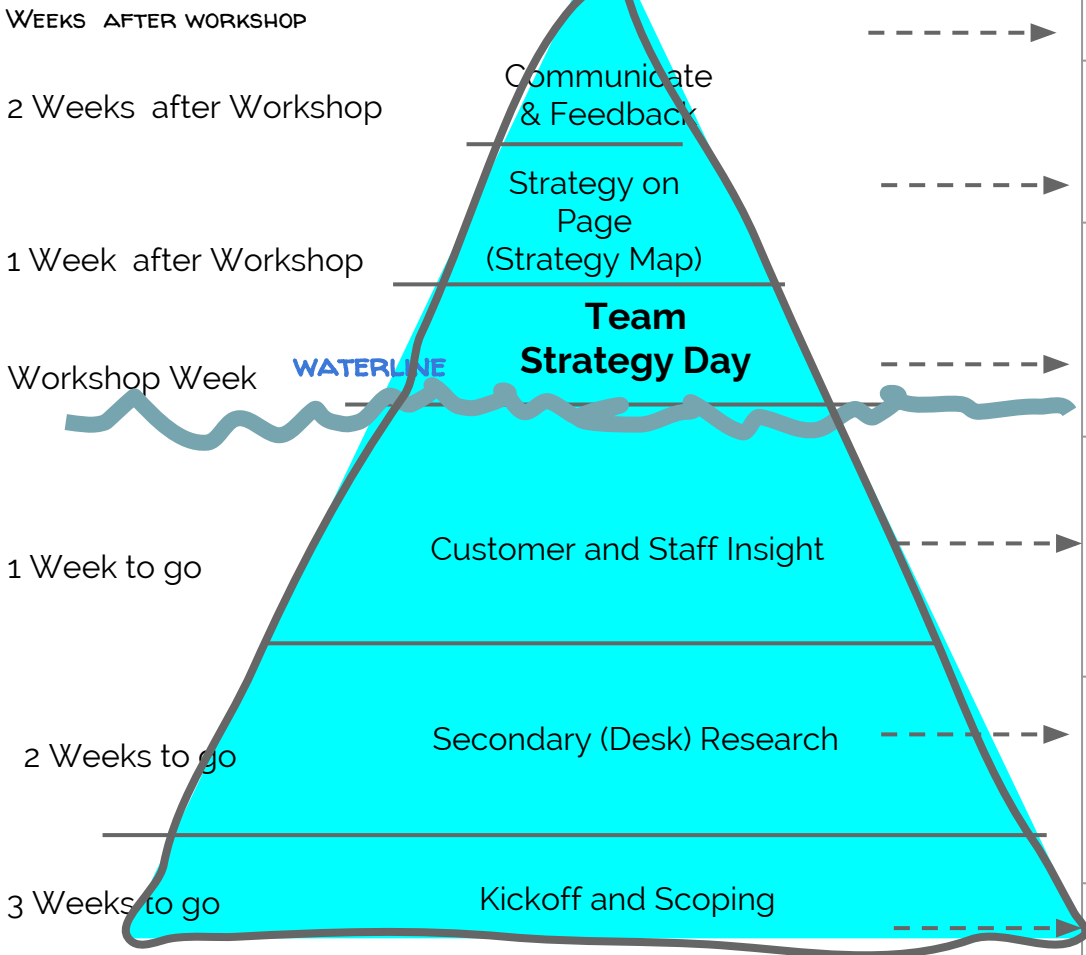 Weeks after workshop
Communicate
2 Weeks after Workshop
& Feedback
Strategy on
Page
1 Week after Workshop
(Strategy Map)
Team
Strategy Day
Workshop Week
WATERLINE
Customer and Staff Insight
1 Week to go
Secondary (Desk) Research
2 Weeks to go
Kickoff and Scoping
3 Weeks to go